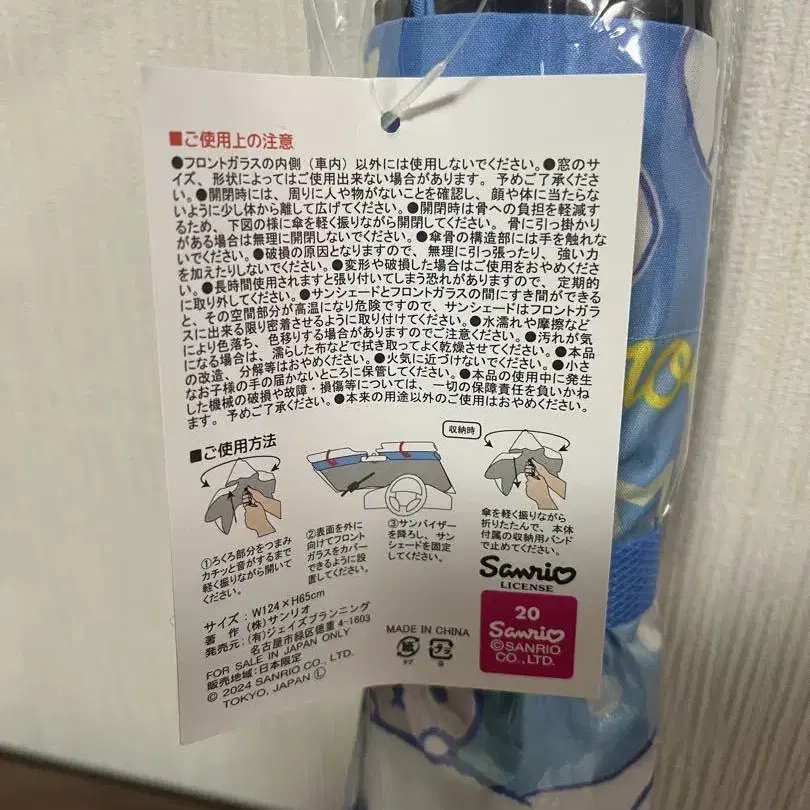 ■ご使用上の注意
●フロントガラスの内側（車内）以外には使用しないでください。●窓のサ
イズ、形状によってはご使用出来ない場合があります。予めご了承くださ
い。●開閉時には、周りに人や物がないことを確認し、顔や体に当たらな
いように少し体から離して広げてください。●開閉時は骨への負担を軽減す
るため、下図の様に傘を軽く振りながら開閉してください。骨に引っ掛かり
がある場合は無理に開閉しないでください。●傘骨の構造部には手を触れな
いでください。●破損の原因となりますので、無理に引っ張ったり、強い力
を加えたりしないでください。●変形や破損した場合はご使用をおやめくださ
い。●長時間使用されますと張り付いてしまう恐れがありますので、定期的
に取り外してください。●サンシェードとフロントガラスの間にすき間ができる
と、その空間部分が高温になり危険ですので、サンシェードはフロントガラ
スに出来る限り密着させるように取り付けてください。●水濡れや摩擦など
により色落ち、色移りする場合がありますのでご注意ください。●汚れが気
になる場合は、濡らした布などで拭き取ってよく乾燥させてください。●本品
の改造、分解等はおやめください。●火気に近づけないでください。●小さ
なお子様の手の届かないところに保管してください。●本品の使用中に発生
した機械の破損や故障・損傷等については、一切の保障責任を負いかね
ます。予めご了承ください。●本来の用途以外のご使用はおやめください。
■ご使用方法
収納時
①ろくろ部分をつまみ
カチッと音がするまで
軽く振りながら開いて
ください。
②表面を外に
向けてフロント
ガラスをカバー
できるように設
置してください。
③サンバイザー
を降ろし、サン
シェードを固定
してください。
傘を軽く振りながら
折りたたんで、本体
付属の収納用バンド
で止めてください。
サイズ：W124×H65cm
著　作：（株）サンリオ
発売元：（有）ジェイズプランニング
名古屋市緑区徳重4-1603
FOR SALE IN JAPAN ONLY
販売地域：日本限定
© 2024 SANRIO CO., LTD.
TOKYO, JAPAN Ⓛ
MADE IN CHINA
紙
プラ
Sanrio
LICENSE
20
Sanrio
©SANRIO
CO., LTD.